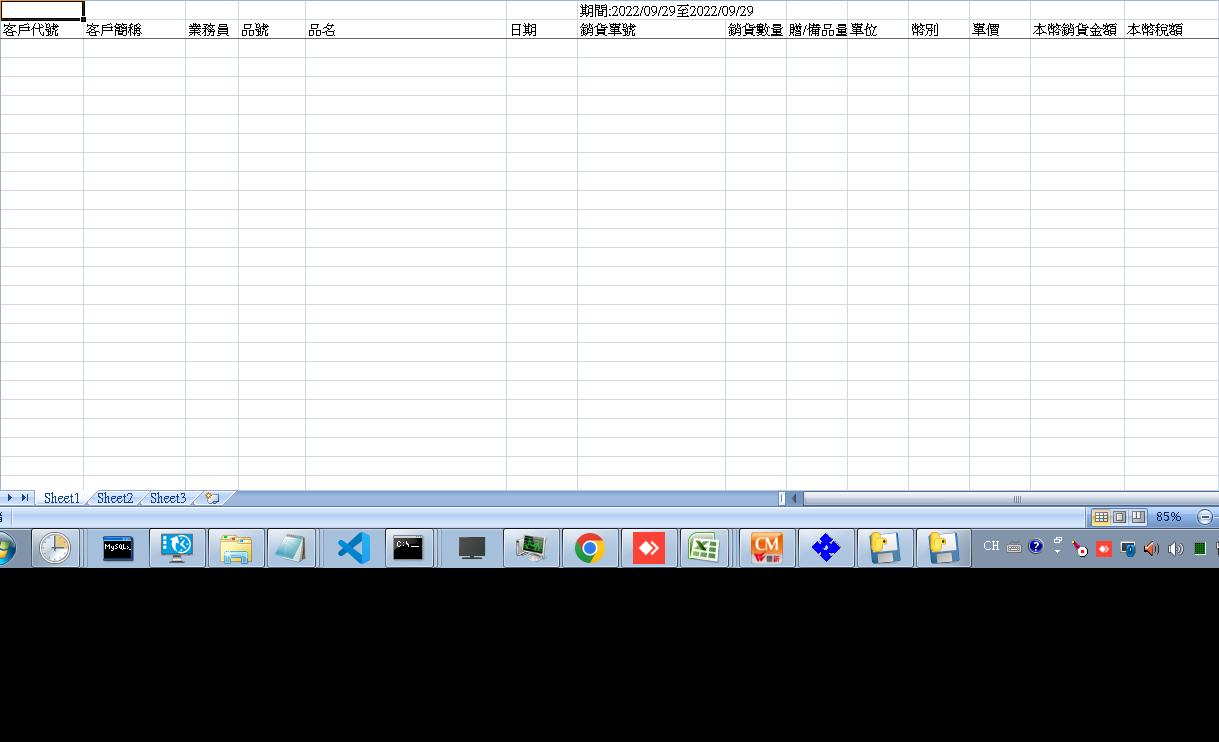 期間:2022/09/29至2022/09/29
客戶代號 客戶簡稱 業務員 品號 品名 日期 銷貨單號 銷貨數量 贈/備品量 單位 幣別 單價 本幣銷貨金額 本幣稅額
Sheet1 Sheet2 Sheet3
85%
MySQL>
C:\>_
CM
CH